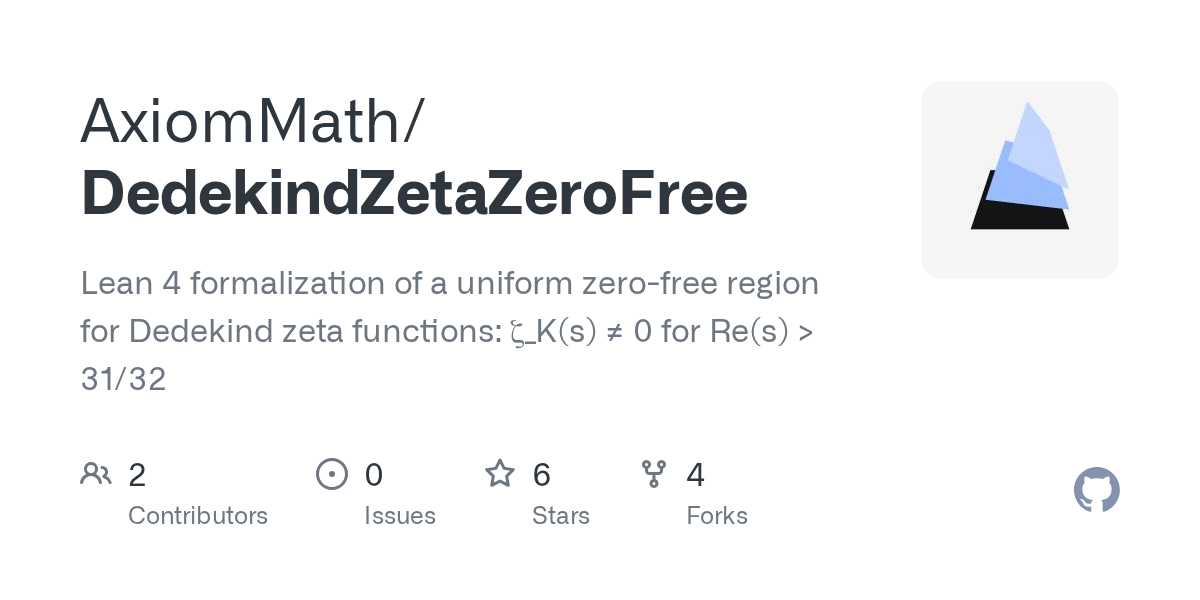 AxiomMath/
DedekindZetaZeroFree
Lean 4 formalization of a uniform zero-free region
for Dedekind zeta functions: ζ_K(s) ≠ 0 for Re(s) >
31/32
2
Contributors
0
Issues
6
Stars
4
Forks